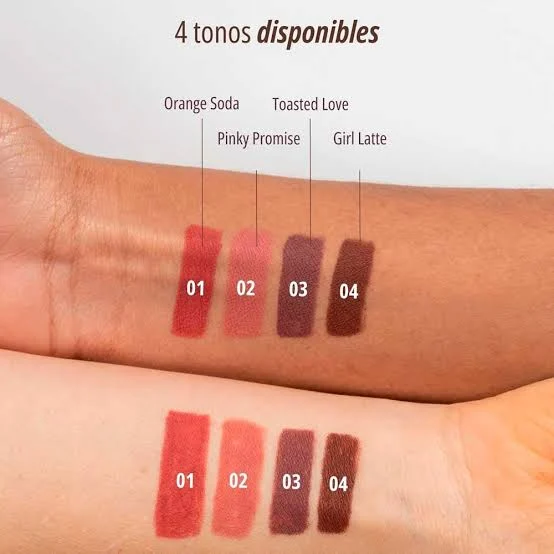 4 tonos disponibles
Orange Soda
Toasted Love
Pinky Promise
Girl Latte
01
02
03
04
01
02
03
04